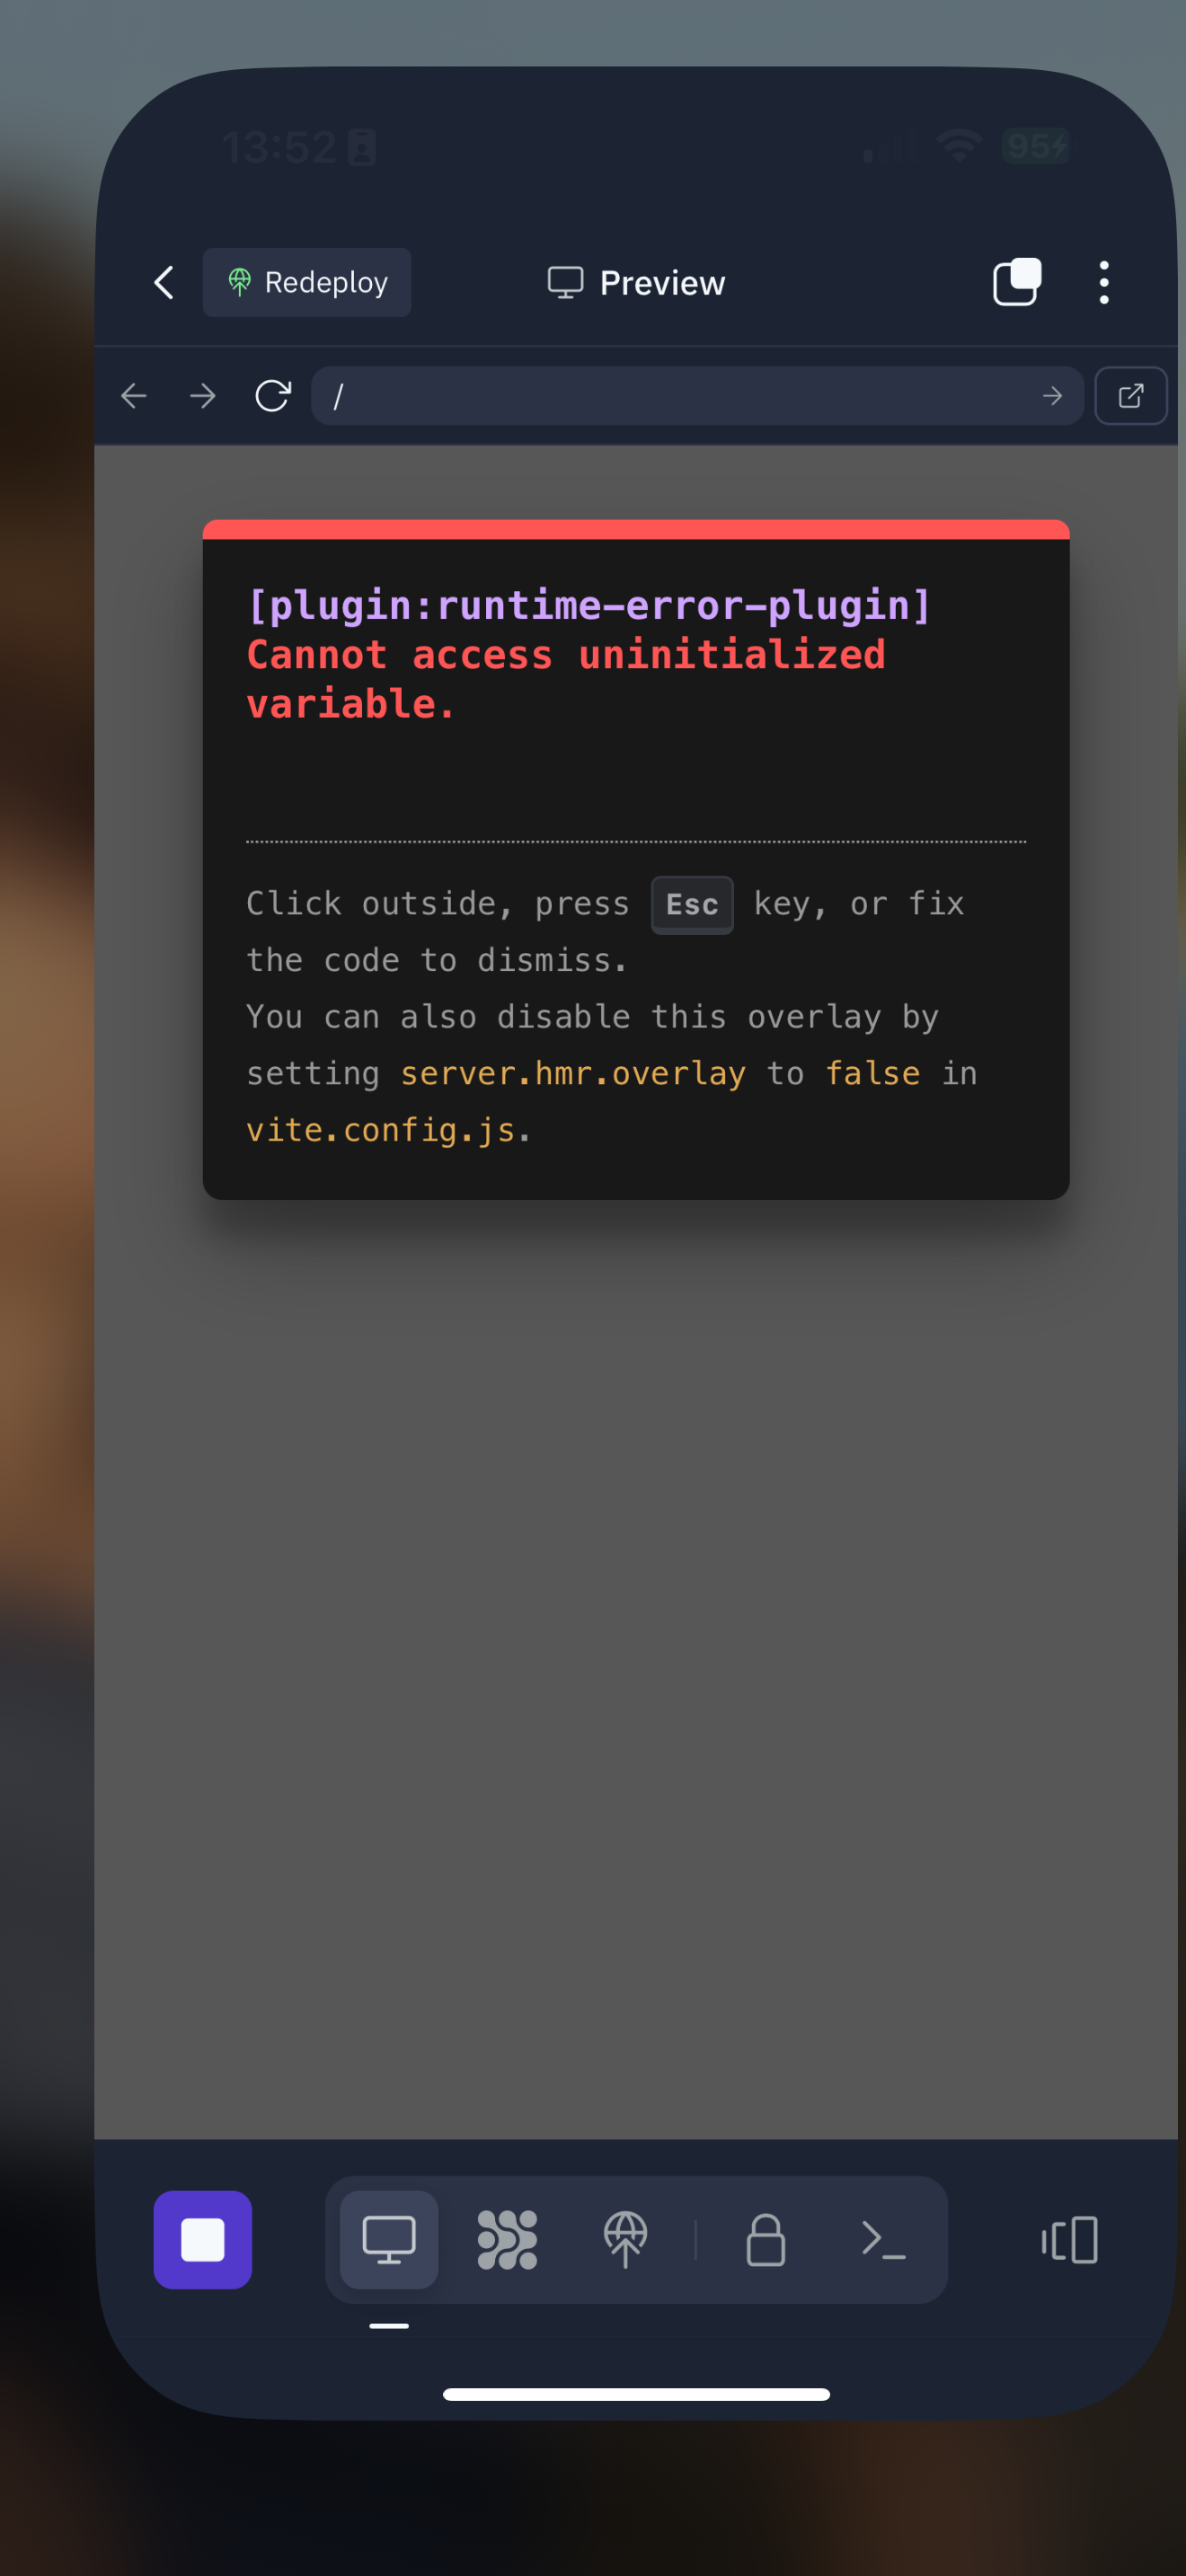 13:52
95
Redeploy
Preview
/
[plugin:runtime-error-plugin]
Cannot access uninitialized
variable.
Click outside, press Esc key, or fix
the code to dismiss.
You can also disable this overlay by
setting server.hmr.overlay to false in
vite.config.js.